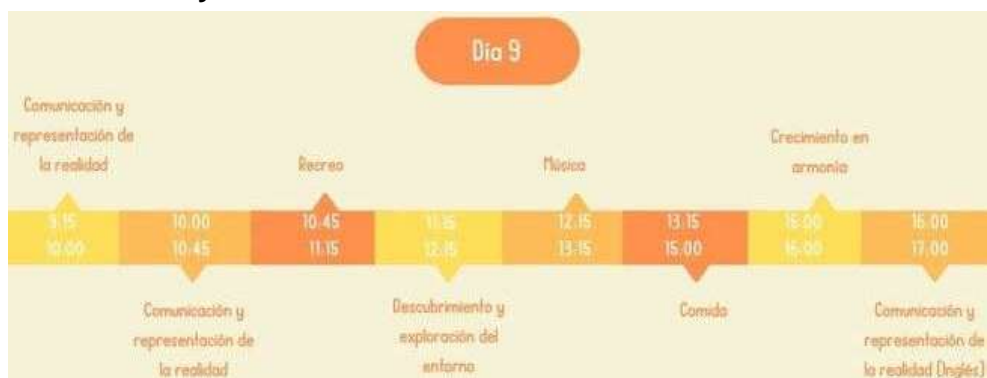 Día 9
Comunicación y
representación de
la realidad
Recreo
Música
Crecimiento en
armonía
9:15
10:00
10:00
10:45
10:45
11:15
11:15
12:15
12:15
13:15
13:15
15:00
15:00
16:00
16:00
17:00
Comunicación y
representación de
la realidad
Descubrimiento y
exploración del
entorno
Comida
Comunicación y
representación de
la realidad (Inglés)